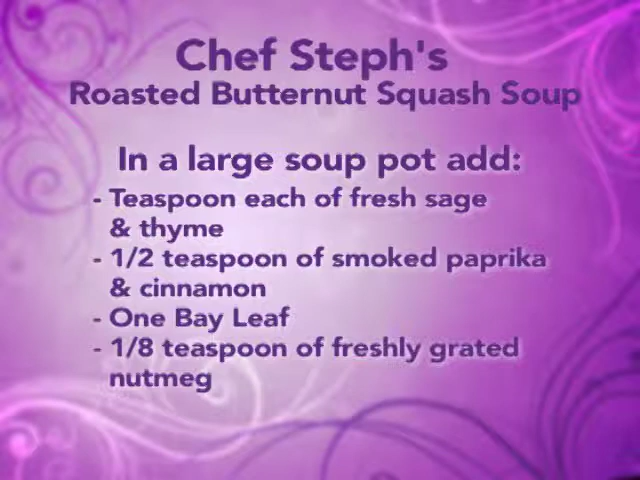 Chef Steph's
Roasted Butternut Squash Soup
In a large soup pot add:
- Teaspoon each of fresh sage
& thyme
- 1/2 teaspoon of smoked paprika
& cinnamon
- One Bay Leaf
- 1/8 teaspoon of freshly grated
nutmeg